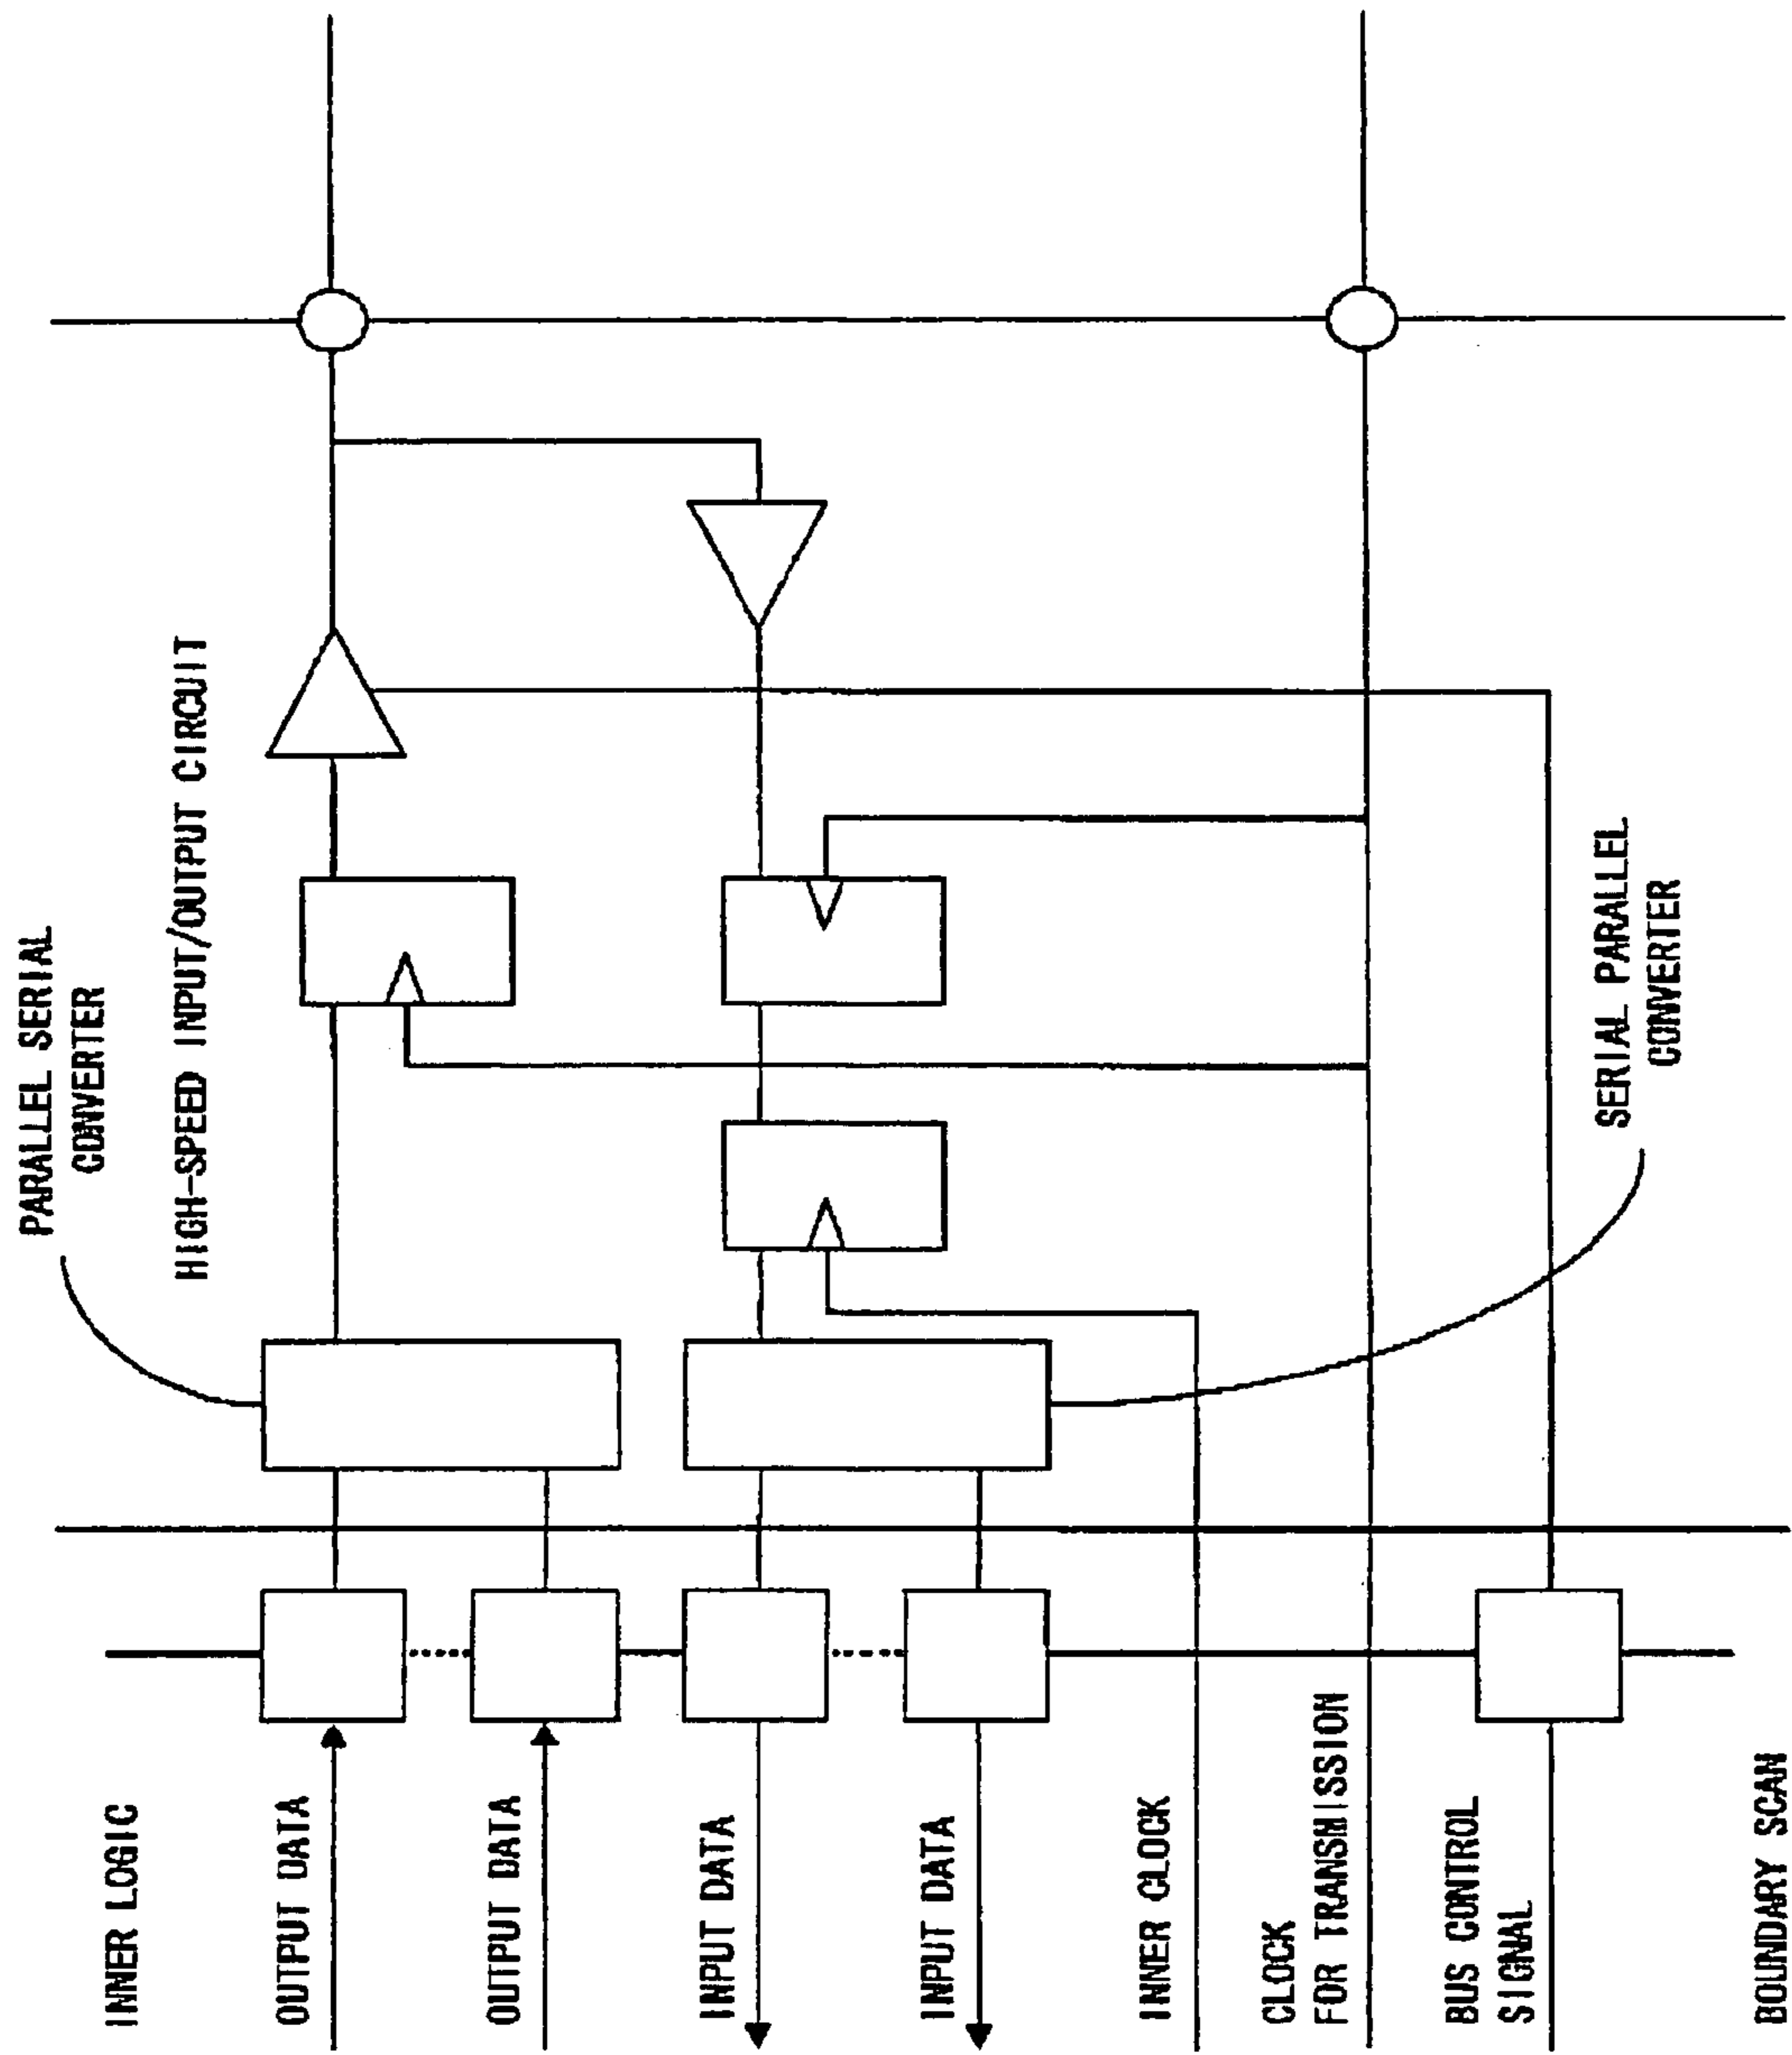 PARALLEL SERIAL
CONVERTER
HIGH-SPEED INPUT/OUTPUT CIRCUIT
SERIAL PARALLEL
CONVERTER
INNER LOGIC
OUTPUT DATA
OUTPUT DATA
INPUT DATA
INPUT DATA
INNER CLOCK
CLOCK
FOR TRANSMISSION
BUS CONTROL
SIGNAL
BOUNDARY SCAN